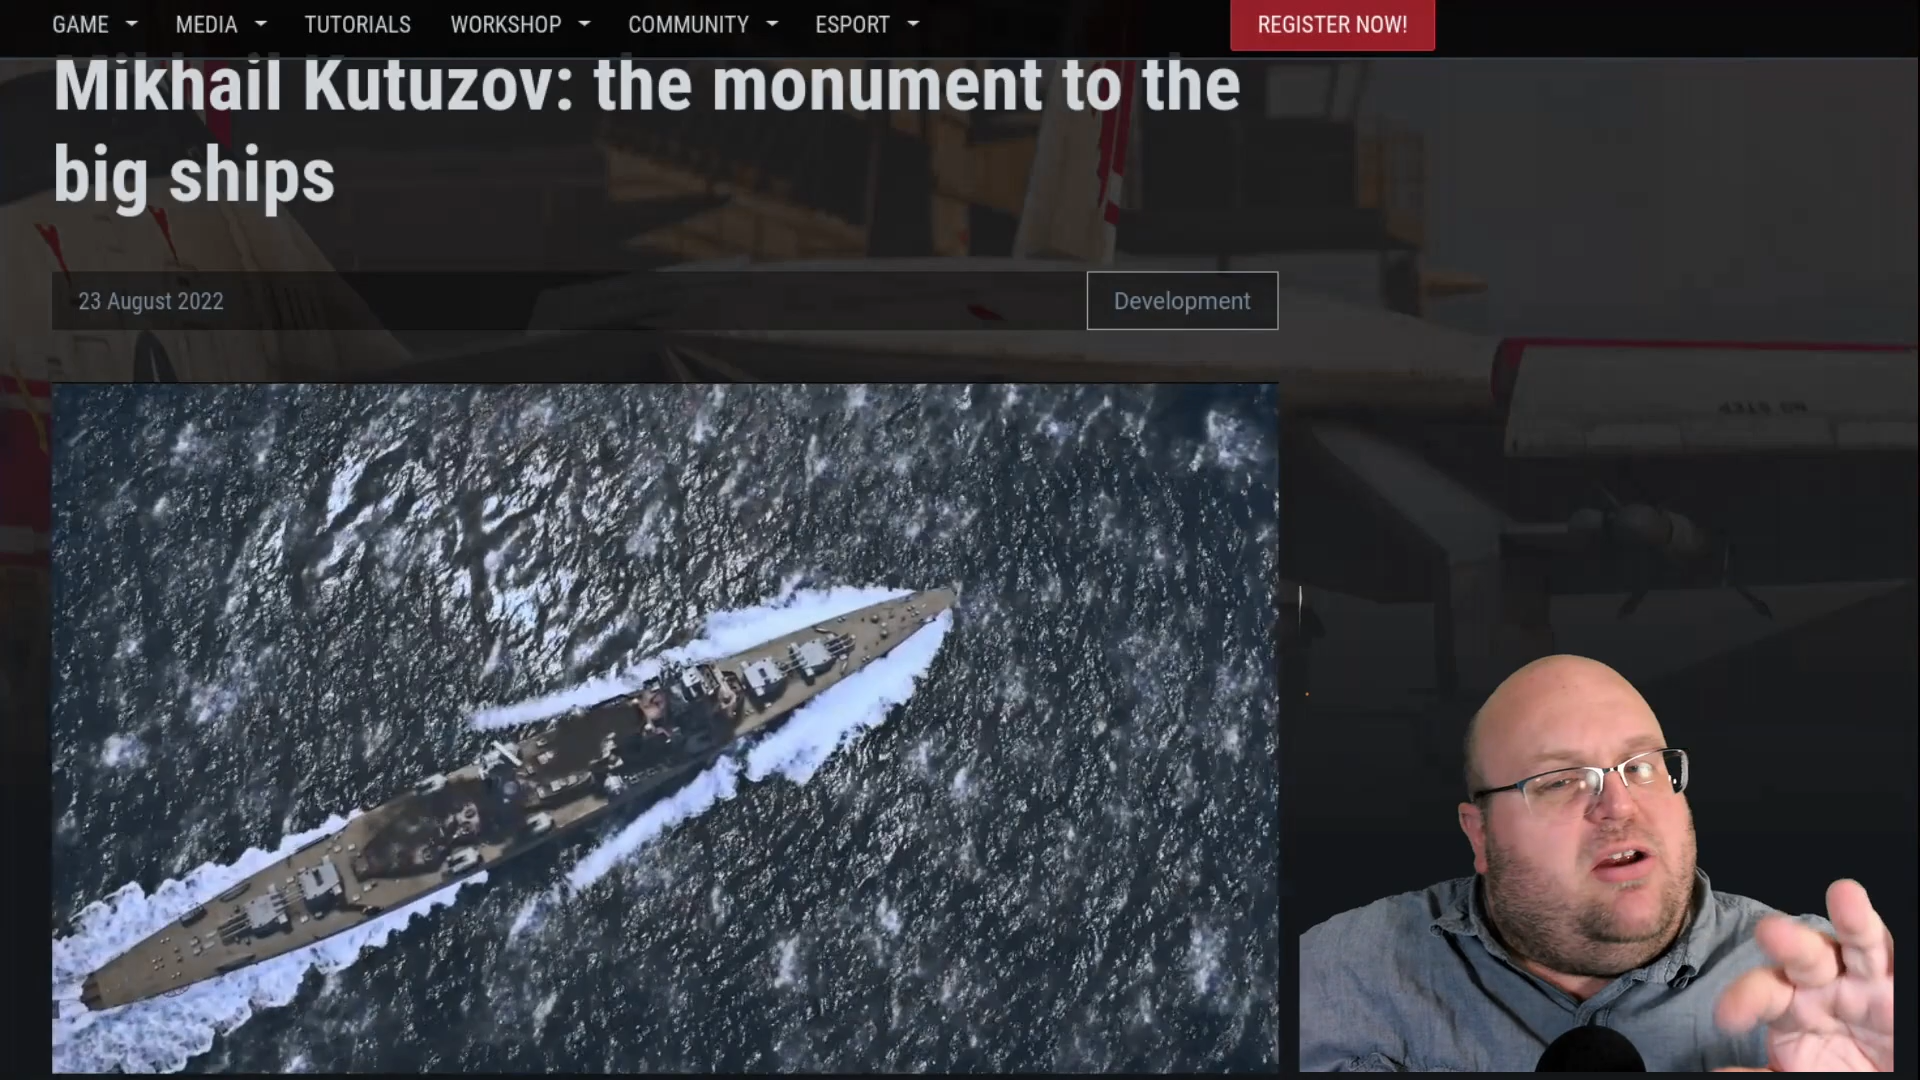 GAME MEDIA TUTORIALS WORKSHOP COMMUNITY ESPORT REGISTER NOW!
Mikhail Kutuzov: the monument to the
big ships
23 August 2022 Development